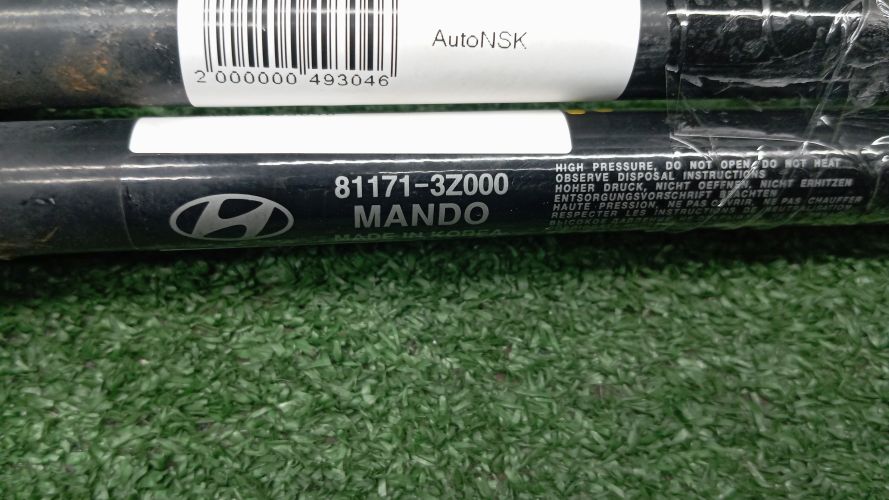 2 000000 493046
AutoNSK
81171-3Z000
MANDO
MADE IN KOREA
HIGH PRESSURE, DO NOT OPEN, DO NOT HEAT
OBSERVE DISPOSAL INSTRUCTIONS
HOHER DRUCK, NICHT OEFFNEN, NICHT ERHITZEN
ENTSORGUNGSVORSCHRIFT BEACHTEN
HAUTE PRESSION, NE PAS OUVRIR, NE PAS CHAUFFER
RESPECTER LES INSTRUCTIONS DE